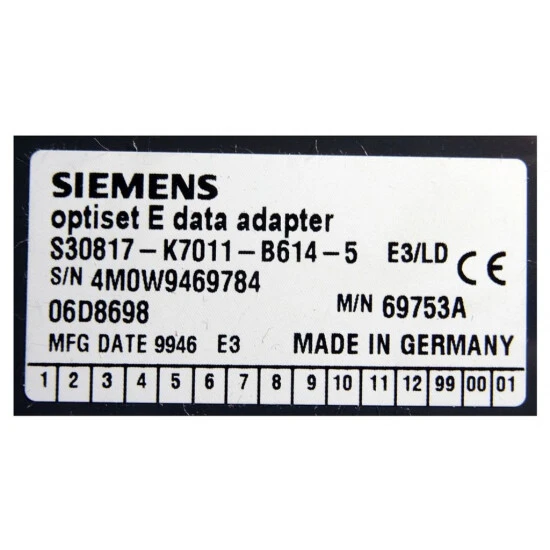 SIEMENS
optiset E data adapter
S30817-K7011-B614-5 E3/LD CE
S/N 4M0W9469784
06D8698 M/N 69753A
MFG DATE 9946 E3 MADE IN GERMANY
1 2 3 4 5 6 7 8 9 10 11 12 99 00 01